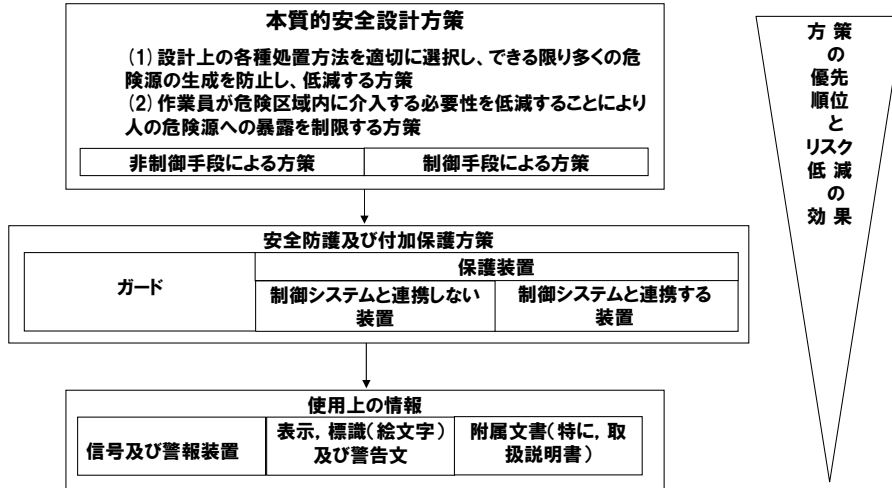 本質的安全設計方策
(1)設計上の各種処置方法を適切に選択し、できる限り多くの危
険源の生成を防止し、低減する方策
(2)作業員が危険区域内に介入する必要性を低減することにより
人の危険源への暴露を制限する方策
非制御手段による方策
制御手段による方策
安全防護及び付加保護方策
ガード
保護装置
制御システムと連携しない
装置
制御システムと連携する
装置
使用上の情報
信号及び警報装置
表示,標識(絵文字)
及び警告文
附属文書(特に,取
扱説明書)
方策
の
優先
順位
と
リスク
低減
の
効果